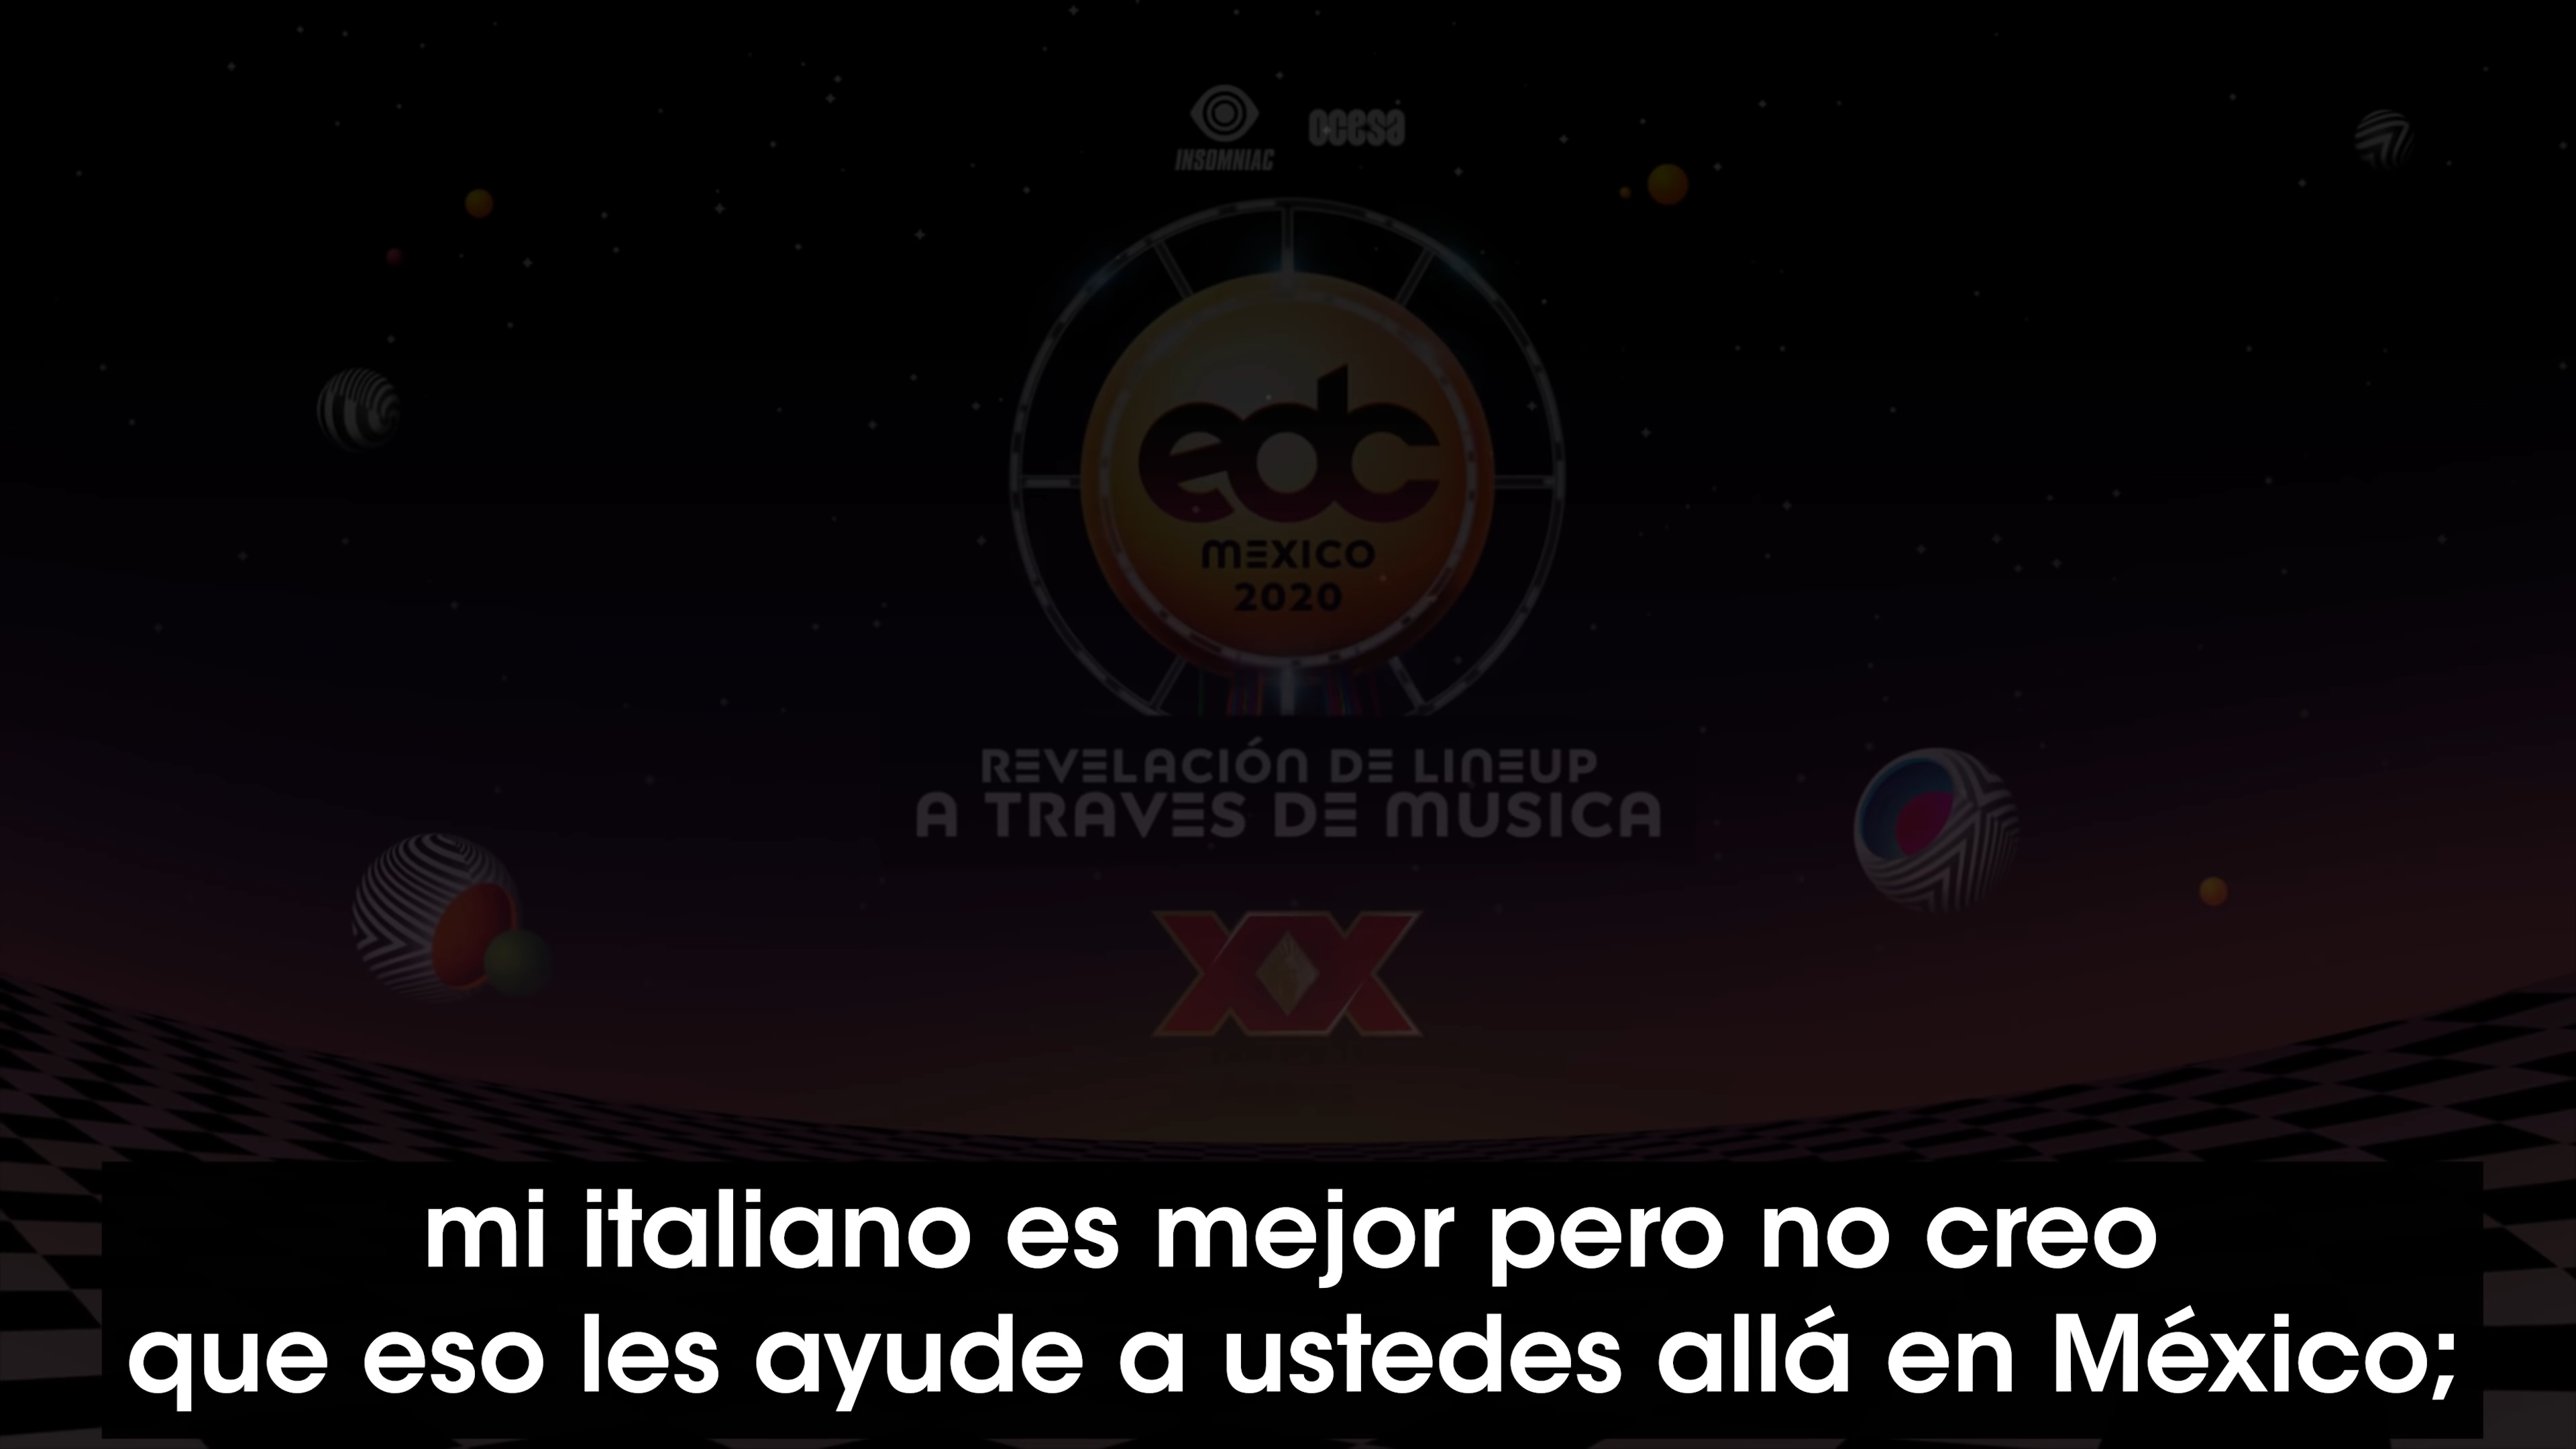 INSOMNIAC
ocesa
edc
MEXICO
2020
REVELACIÓN DE LINEUP
A TRAVES DE MUSICA
XX
mi italiano es mejor pero no creo
que eso les ayude a ustedes allá en México;